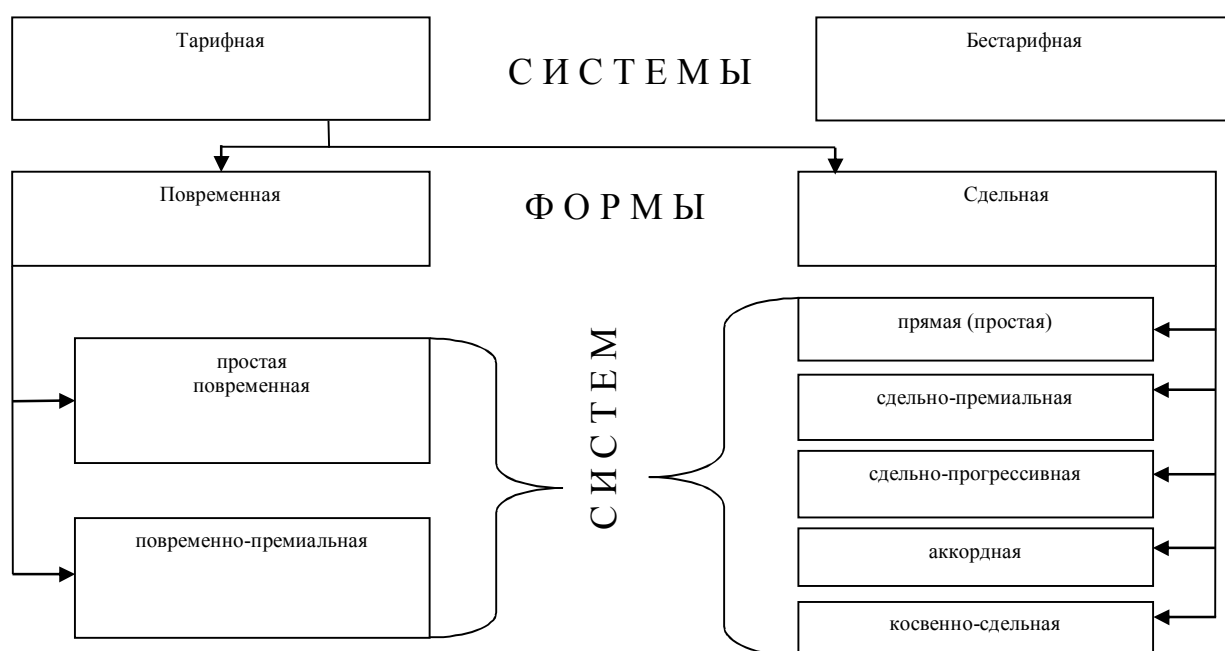 Тарифная
Бестарифная
С И С Т Е М Ы
Повременная
Ф О Р М Ы
Сдельная
С И С Т Е М
простая
повременная
повременно-премиальная
прямая (простая)
сдельно-премиальная
сдельно-прогрессивная
аккордная
косвенно-сдельная